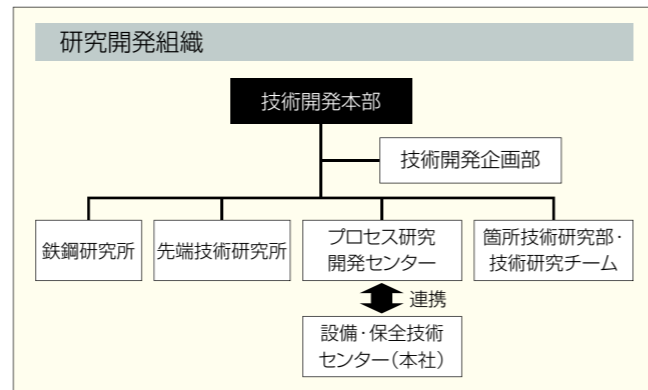 研究開発組織
技術開発本部
技術開発企画部
鉄鋼研究所
先端技術研究所
プロセス研究
開発センター
箇所技術研究部・
技術研究チーム
連携
設備・保全技術
センター（本社）